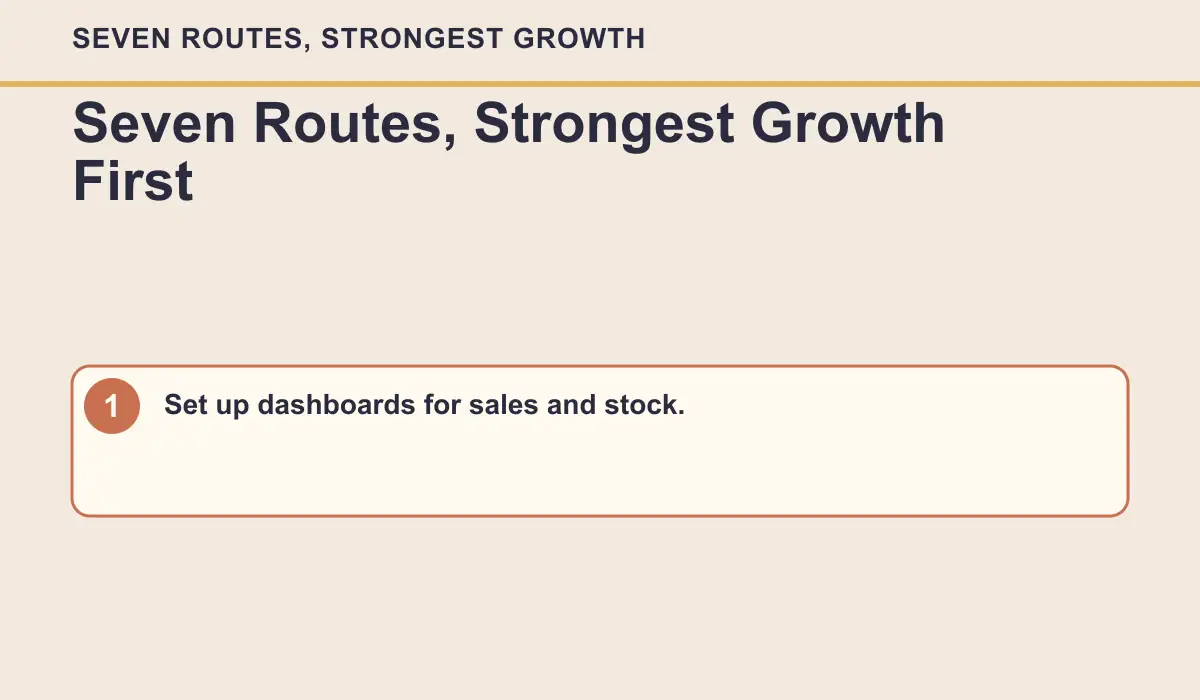 SEVEN ROUTES, STRONGEST GROWTH
Seven Routes, Strongest Growth
First
1 Set up dashboards for sales and stock.